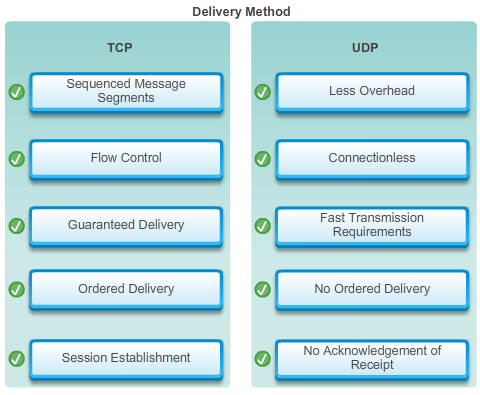 Delivery Method
TCP
Sequenced Message
Segments
Flow Control
Guaranteed Delivery
Ordered Delivery
Session Establishment
UDP
Less Overhead
Connectionless
Fast Transmission
Requirements
No Ordered Delivery
No Acknowledgement of
Receipt